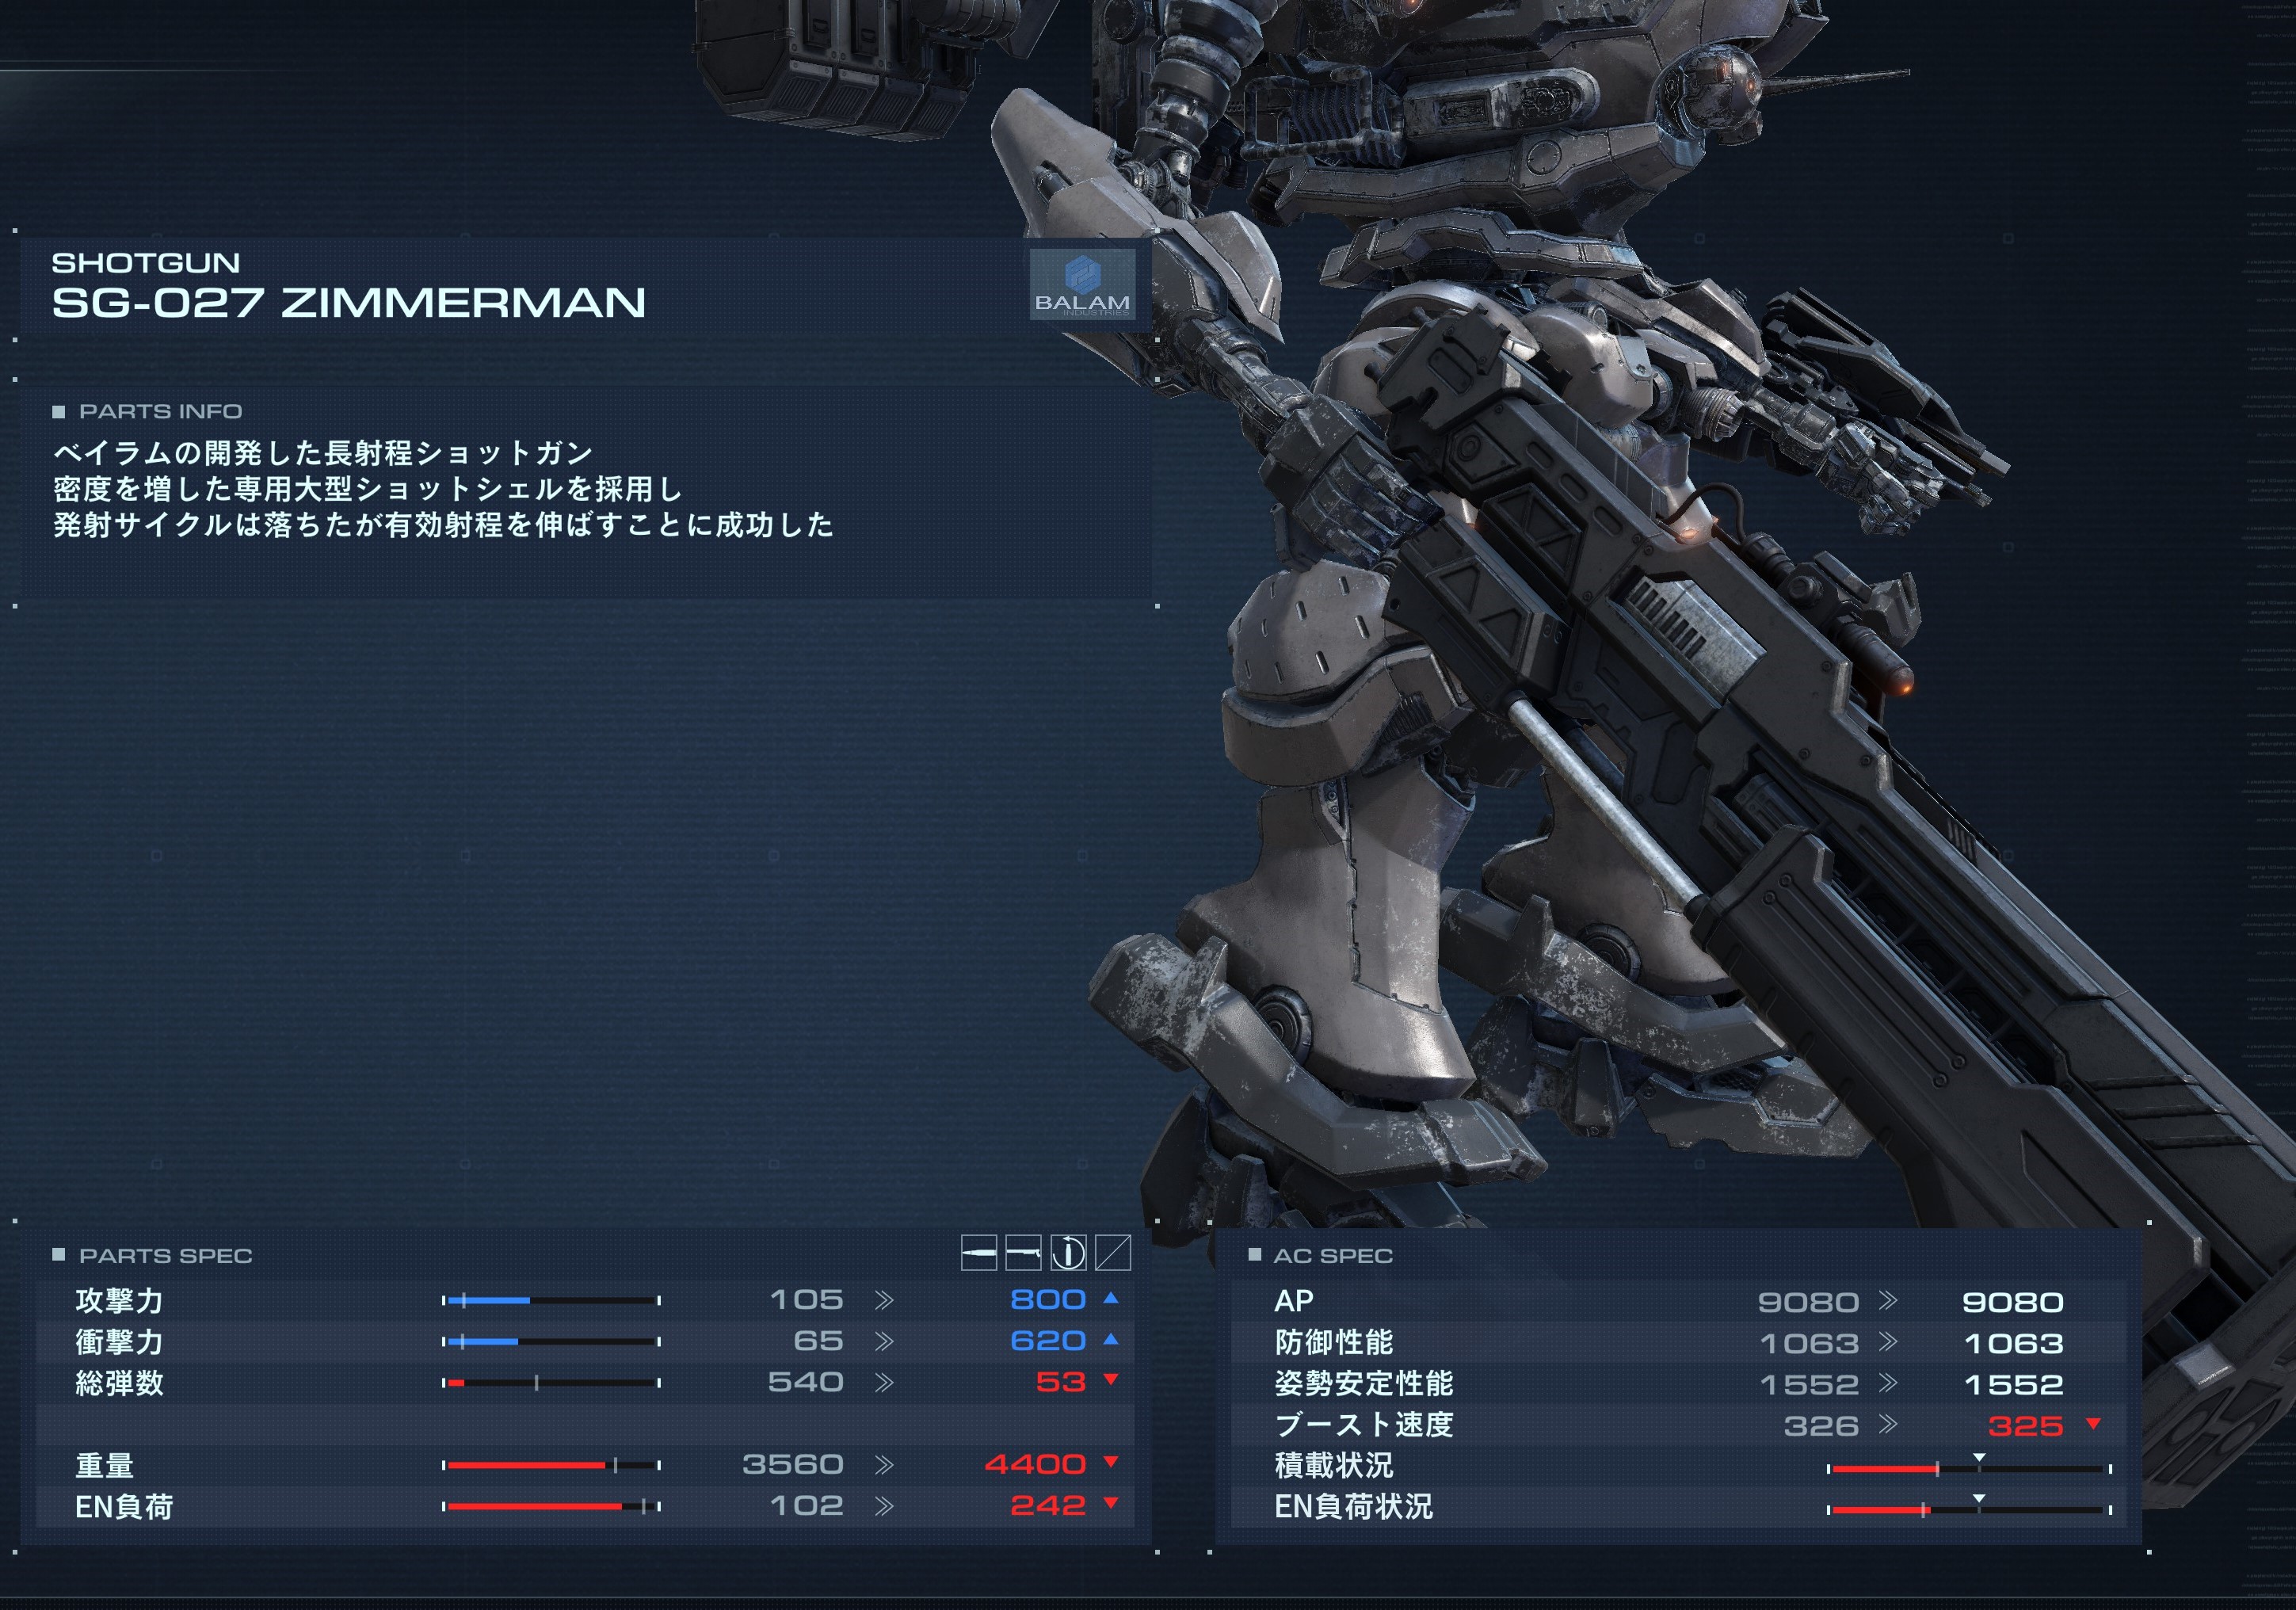 SHOTGUN
SG-027 ZIMMERMAN
BALAM
INDUSTRIES
PARTS INFO
ベイラムの開発した長射程ショットガン
密度を増した専用大型ショットシェルを採用し
発射サイクルは落ちたが有効射程を伸ばすことに成功した
PARTS SPEC
攻撃力 105 800
衝撃力 65 620
総弾数 540 53
重量 3560 4400
EN負荷 102 242
AC SPEC
AP 9080 9080
防御性能 1063 1063
姿勢安定性能 1552 1552
ブースト速度 326 325
積載状況
EN負荷状況